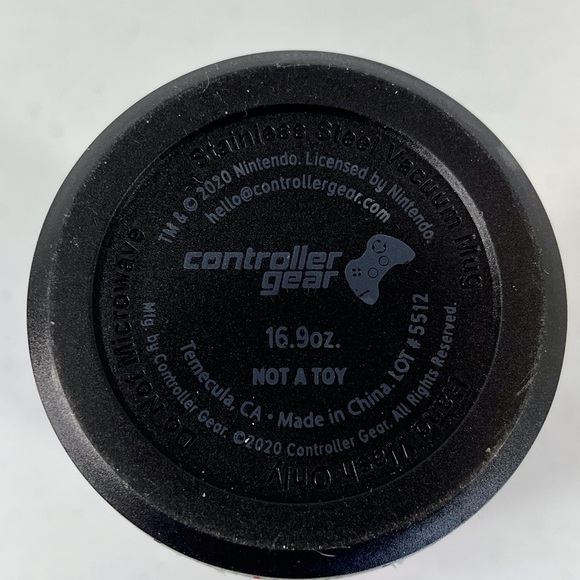 Stainless Steel Vacuum Mug
Do Not Microwave
Hand Wash Only
TM & © 2020 Nintendo. Licensed by Nintendo.
hello@controllergear.com
controller
gear
16.9oz.
NOT A TOY
Temecula, CA • Made in China. LOT # 5512
Mfg. by Controller Gear. ©2020 Controller Gear. All Rights Reserved.